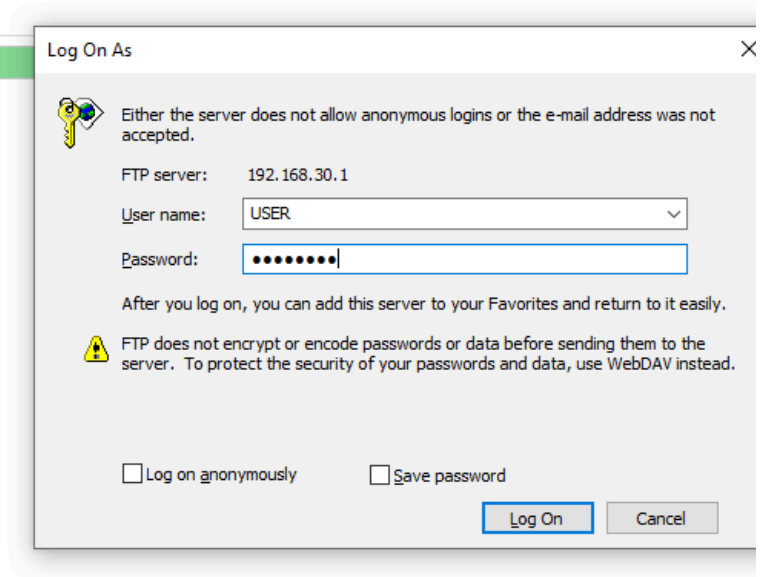 Log On As
Either the server does not allow anonymous logins or the e-mail address was not
accepted.
FTP server: 192.168.30.1
User name: USER
Password: ●●●●●●●●
After you log on, you can add this server to your Favorites and return to it easily.
FTP does not encrypt or encode passwords or data before sending them to the
server. To protect the security of your passwords and data, use WebDAV instead.
Log on anonymously Save password
Log On Cancel